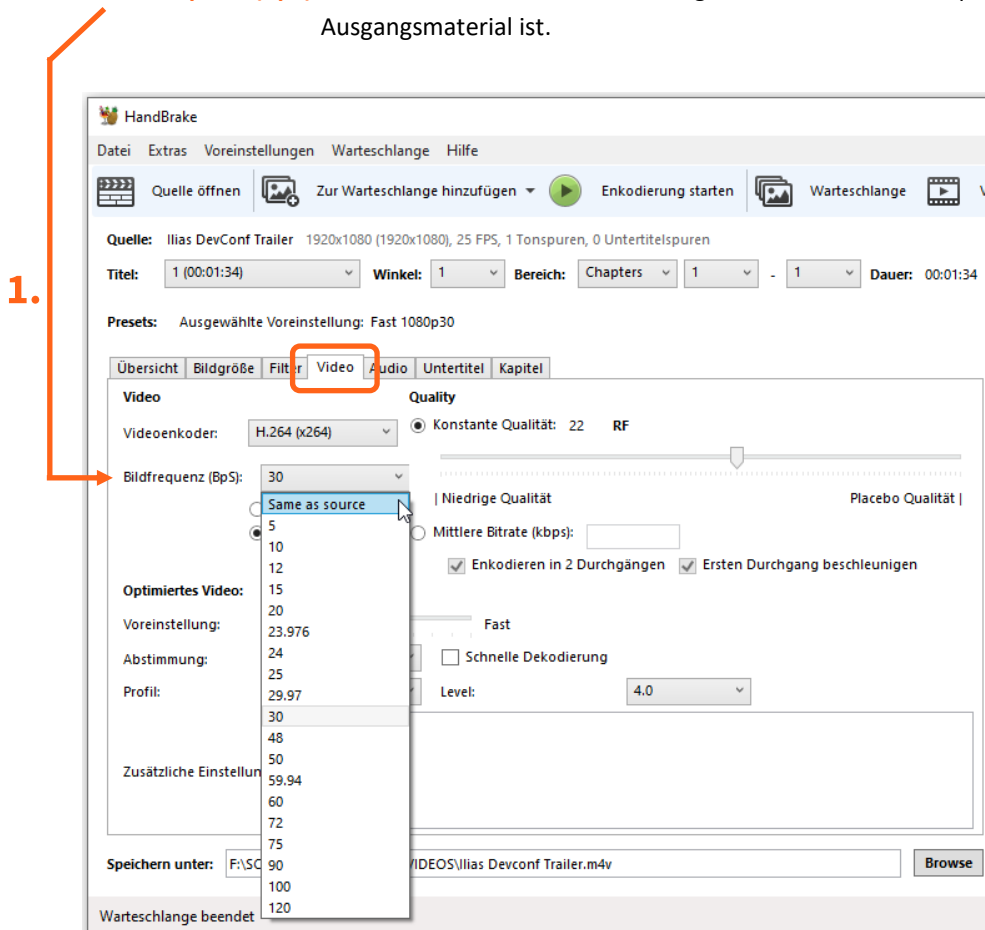 Ausgangsmaterial ist.
HandBrake
Datei Extras Voreinstellungen Warteschlange Hilfe
Quelle öffnen Zur Warteschlange hinzufügen Enkodierung starten Warteschlange
Quelle: Ilias DevConf Trailer 1920x1080 (1920x1080), 25 FPS, 1 Tonspuren, 0 Untertitelspuren
Titel: 1 (00:01:34) Winkel: 1 Bereich: Chapters 1 - 1 Dauer: 00:01:34
1.
Presets: Ausgewählte Voreinstellung: Fast 1080p30
Übersicht Bildgröße Filter Video Audio Untertitel Kapitel
Video Quality
Videoenkoder: H.264 (x264) Konstante Qualität: 22 RF
Bildfrequenz (BpS): 30
| Niedrige Qualität Placebo Qualität |
Same as source
5
Mittlere Bitrate (kbps):
10
12
Enkodieren in 2 Durchgängen Ersten Durchgang beschleunigen
Optimiertes Video:
15
20
Voreinstellung: Fast
23.976
24
Abstimmung: Schnelle Dekodierung
25
Profil: 29.97 Level: 4.0
30
48
50
Zusätzliche Einstellun
59.94
60
72
75
Speichern unter: F:\SC 90 IDEOS\Ilias Devconf Trailer.m4v Browse
100
120
Warteschlange beendet